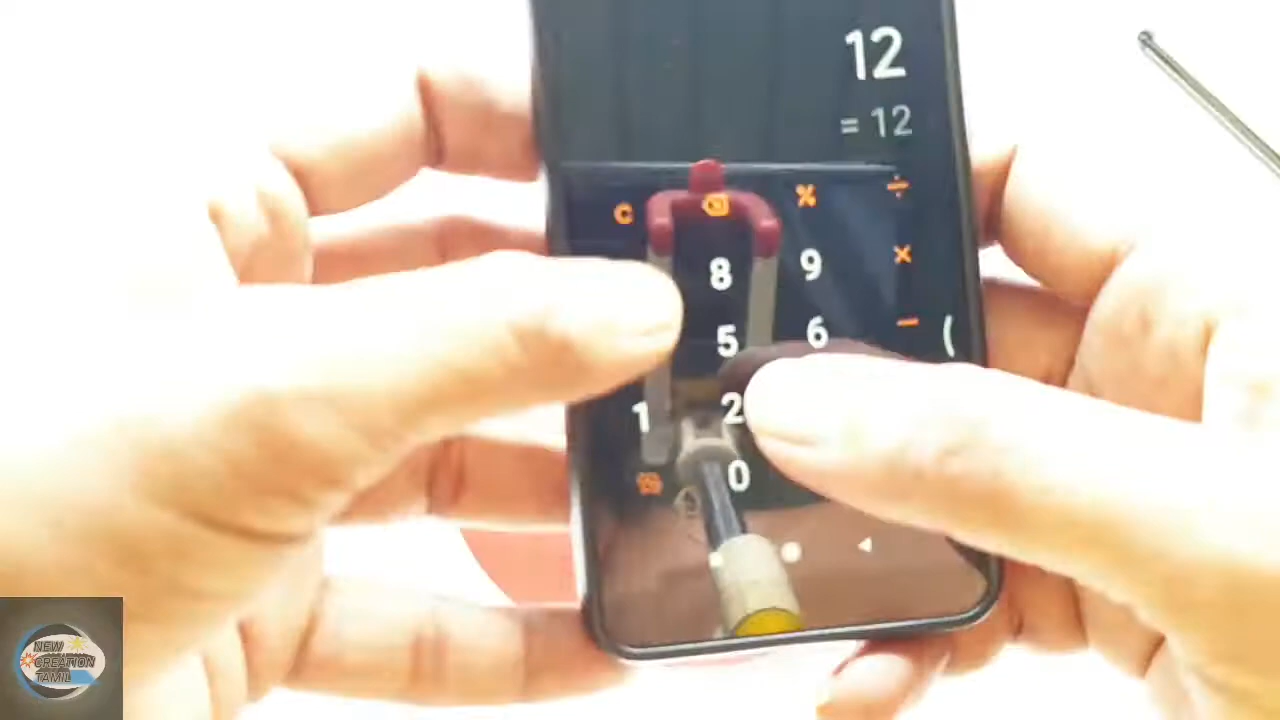 12
= 12
C % ÷
8 9 ×
5 6 − (
1 2
0
NEW
CREATION
TAMIL